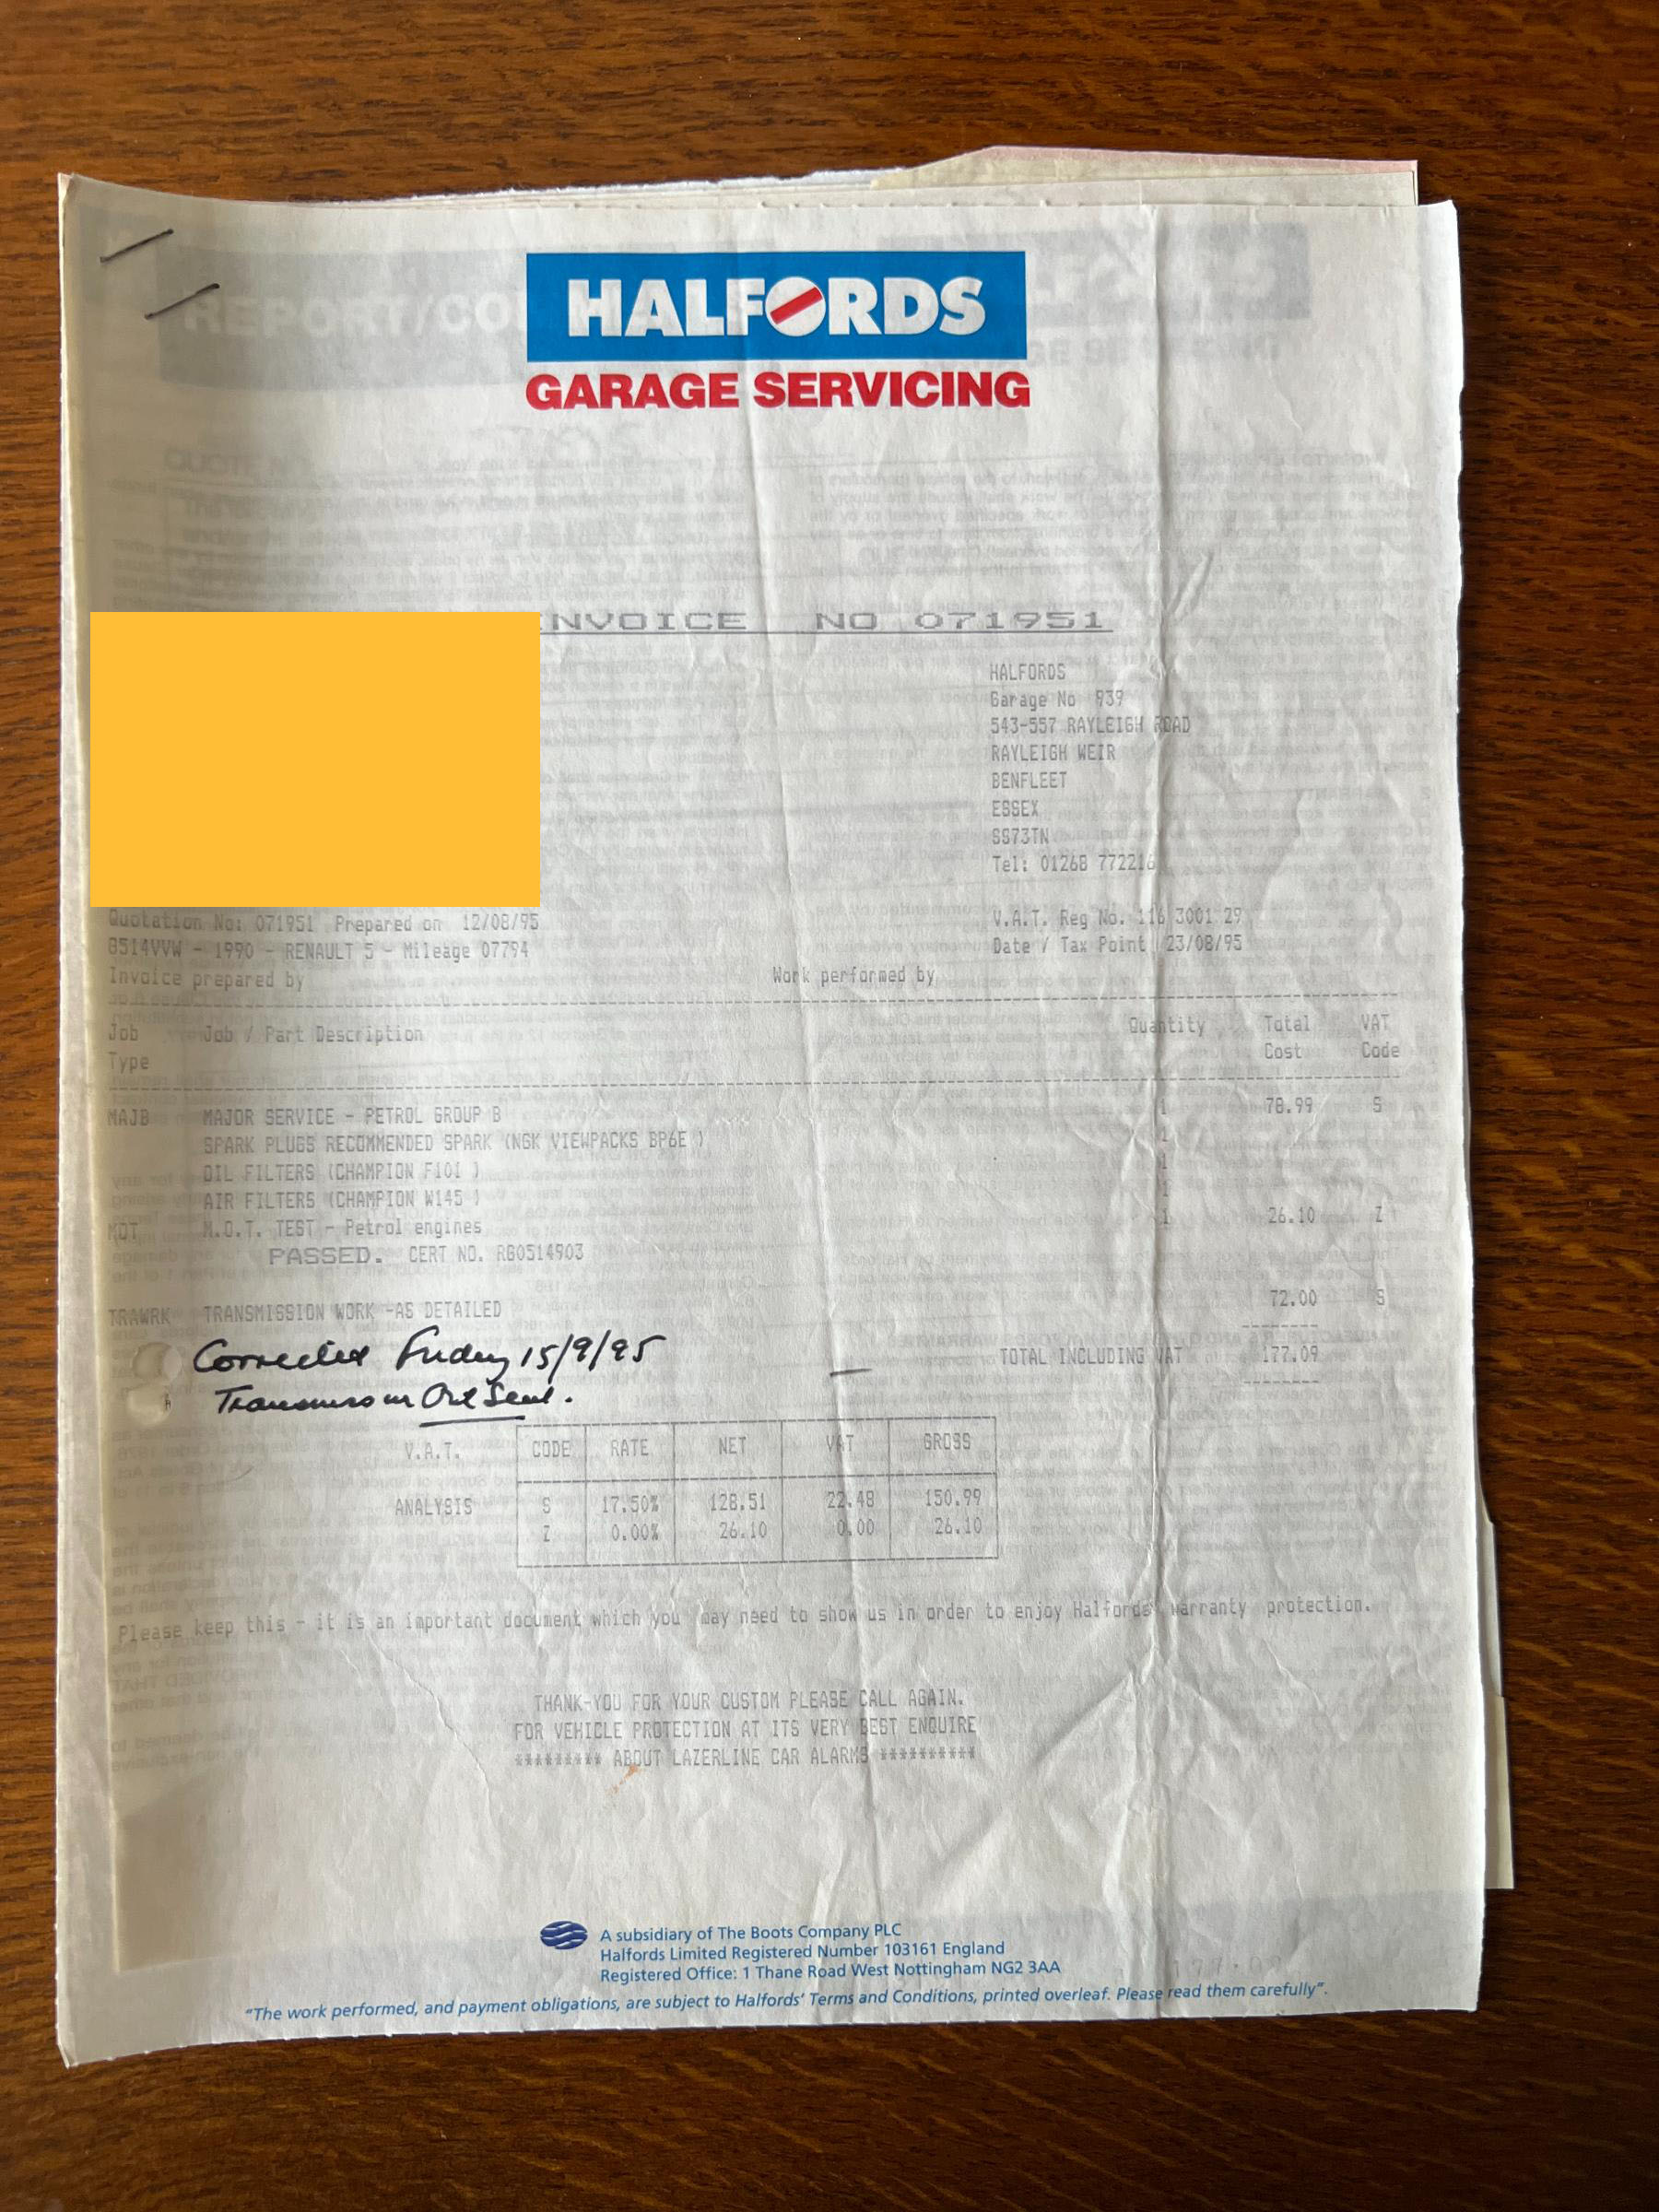 HALFORDS
GARAGE SERVICING
REPORT/CO
QUOTE N
INVOICE NO 071951
HALFORDS
Garage No 939
543-557 RAYLEIGH ROAD
RAYLEIGH WEIR
BENFLEET
ESSEX
SS73TN
Tel: 01268 772216
Quotation No: 071951 Prepared on 12/08/95
V.A.T. Reg No. 116 3001 29
G514VVW - 1990 - RENAULT 5 - Mileage 07794
Date / Tax Point 23/08/95
Invoice prepared by
Work performed by
Job Job / Part Description Quantity Total VAT
Type Cost Code
MAJB MAJOR SERVICE - PETROL GROUP B 1 78.99 S
SPARK PLUGS RECOMMENDED SPARK (NGK VIEWPACKS BP6E ) 1
OIL FILTERS (CHAMPION F101 ) 1
AIR FILTERS (CHAMPION W145 ) 1
MOT M.O.T. TEST - Petrol engines 1 26.10 Z
PASSED. CERT NO. RG0514903
TRAWRK TRANSMISSION WORK -AS DETAILED 72.00 S
Corrected Friday 15/9/95
TOTAL INCLUDING VAT 177.09
Transmission Oil Seal.
V.A.T. CODE RATE NET VAT GROSS
ANALYSIS S 17.50% 128.51 22.48 150.99
Z 0.00% 26.10 0.00 26.10
Please keep this - it is an important document which you may need to show us in order to enjoy Halfords' warranty protection.
THANK-YOU FOR YOUR CUSTOM PLEASE CALL AGAIN.
FOR VEHICLE PROTECTION AT ITS VERY BEST ENQUIRE
********* ABOUT LAZERLINE CAR ALARMS **********
A subsidiary of The Boots Company PLC
Halfords Limited Registered Number 103161 England
Registered Office: 1 Thane Road West Nottingham NG2 3AA
"The work performed, and payment obligations, are subject to Halfords' Terms and Conditions, printed overleaf. Please read them carefully".